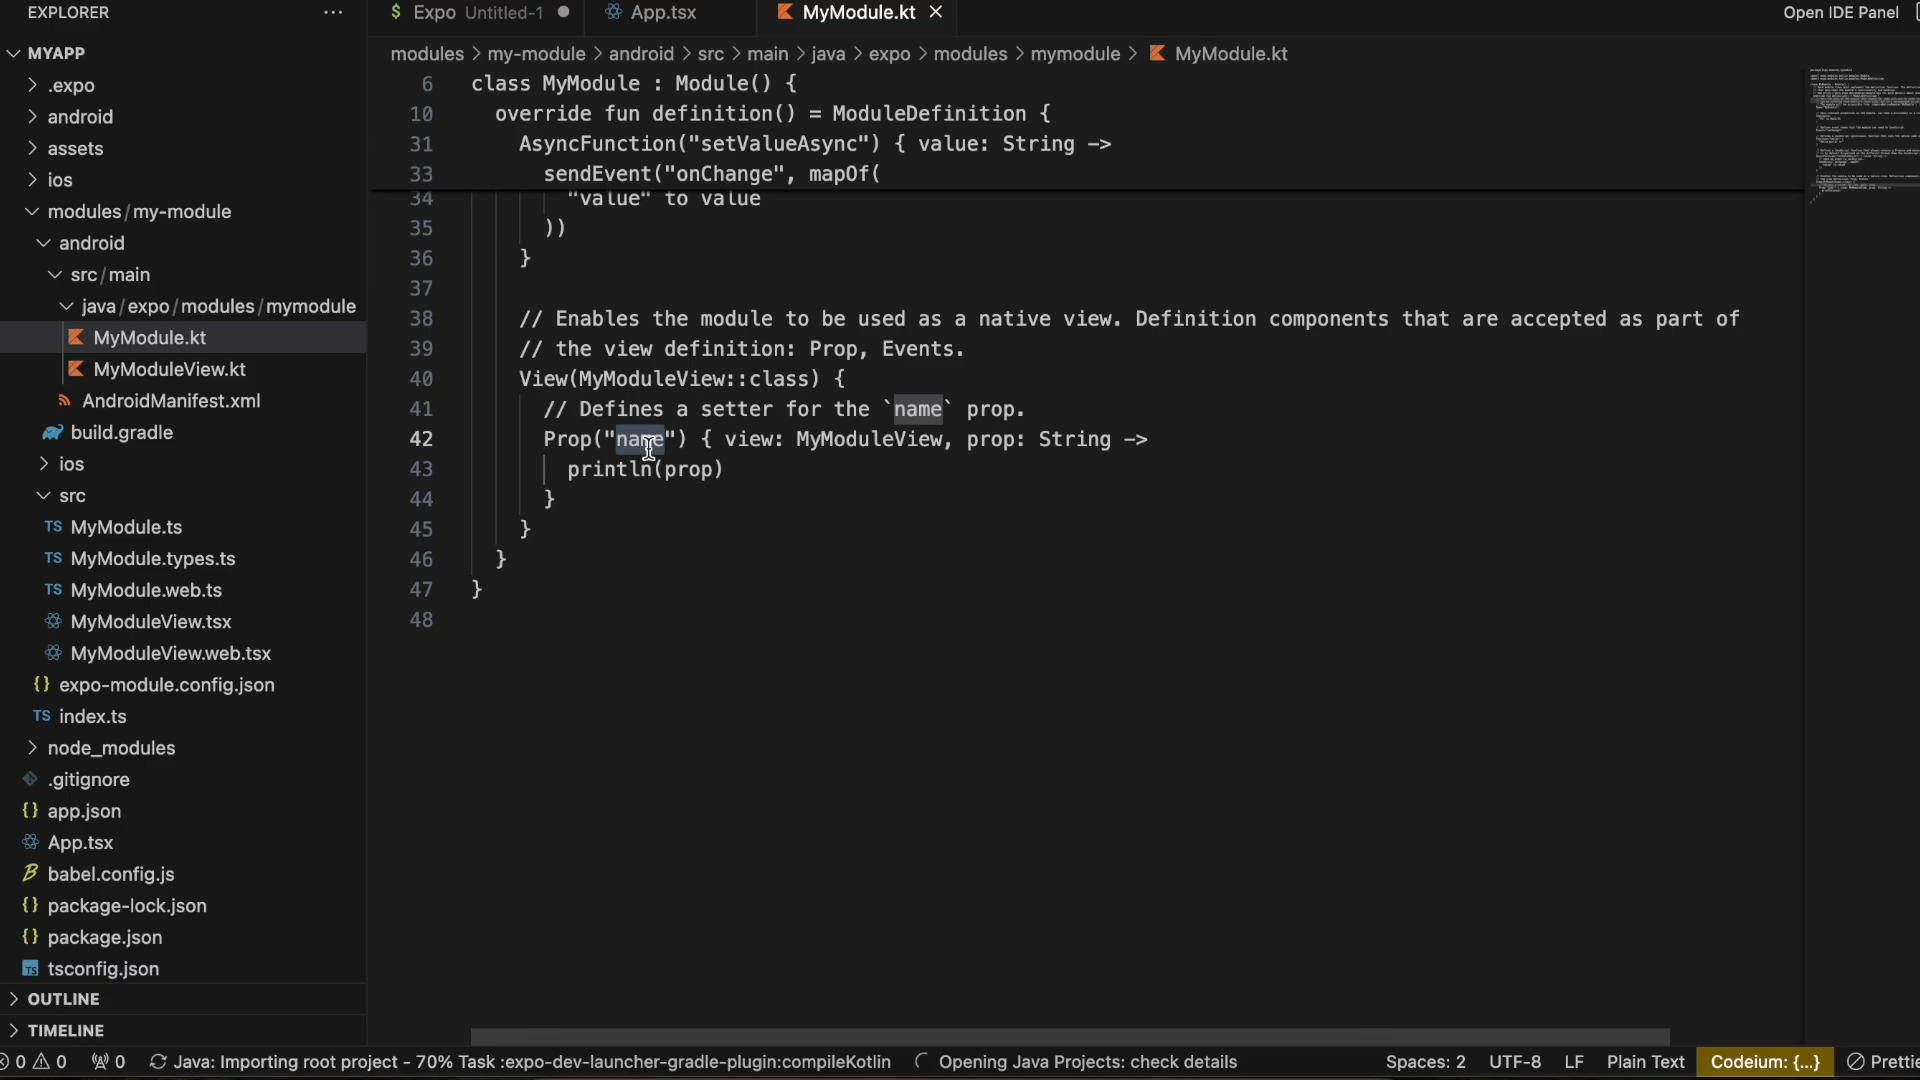 EXPLORER
MYAPP
.expo
android
assets
ios
modules/my-module
android
src/main
java/expo/modules/mymodule
MyModule.kt
MyModuleView.kt
AndroidManifest.xml
build.gradle
ios
src
TS MyModule.ts
TS MyModule.types.ts
TS MyModule.web.ts
MyModuleView.tsx
MyModuleView.web.tsx
{} expo-module.config.json
TS index.ts
node_modules
.gitignore
{} app.json
App.tsx
babel.config.js
{} package-lock.json
{} package.json
TS tsconfig.json
OUTLINE
TIMELINE
$ Expo Untitled-1
App.tsx
MyModule.kt
Open IDE Panel
modules > my-module > android > src > main > java > expo > modules > mymodule > MyModule.kt
6 class MyModule : Module() {
10 override fun definition() = ModuleDefinition {
31 AsyncFunction("setValueAsync") { value: String ->
33 sendEvent("onChange", mapOf(
34 "value" to value
35 ))
36 }
37
38 // Enables the module to be used as a native view. Definition components that are accepted as part of
39 // the view definition: Prop, Events.
40 View(MyModuleView::class) {
41 // Defines a setter for the `name` prop.
42 Prop("name") { view: MyModuleView, prop: String ->
43 println(prop)
44 }
45 }
46 }
47 }
48
0 0 0 Java: Importing root project - 70% Task :expo-dev-launcher-gradle-plugin:compileKotlin Opening Java Projects: check details Spaces: 2 UTF-8 LF Plain Text Codeium: {...}